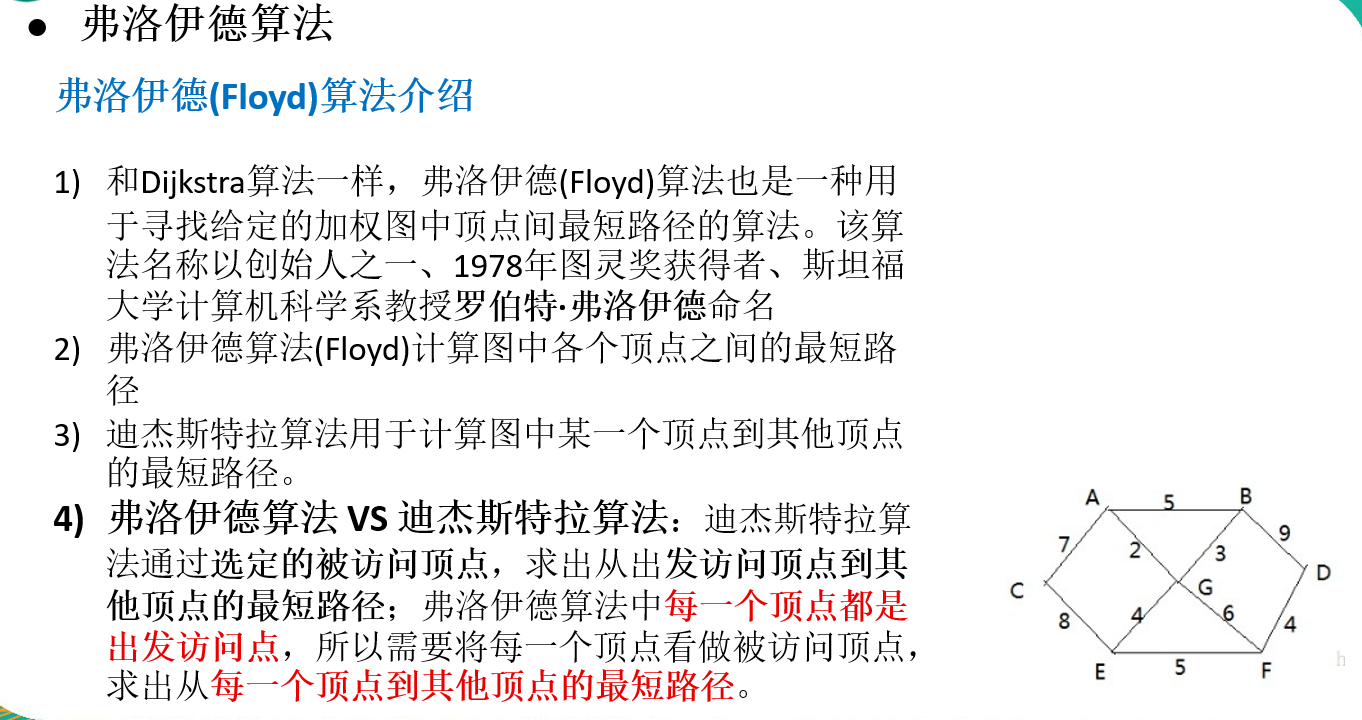 ● 弗洛伊德算法
弗洛伊德(Floyd)算法介绍
1) 和Dijkstra算法一样，弗洛伊德(Floyd)算法也是一种用
于寻找给定的加权图中顶点间最短路径的算法。该算
法名称以创始人之一、1978年图灵奖获得者、斯坦福
大学计算机科学系教授罗伯特·弗洛伊德命名
2) 弗洛伊德算法(Floyd)计算图中各个顶点之间的最短路
径
3) 迪杰斯特拉算法用于计算图中某一个顶点到其他顶点
的最短路径。
4) 弗洛伊德算法 VS 迪杰斯特拉算法：迪杰斯特拉算
法通过选定的被访问顶点，求出从出发访问顶点到其
他顶点的最短路径；弗洛伊德算法中每一个顶点都是
出发访问点，所以需要将每一个顶点看做被访问顶点，
求出从每一个顶点到其他顶点的最短路径。
A 5 B
7 2 3 9
C G D
8 4 6 4
E 5 F
h